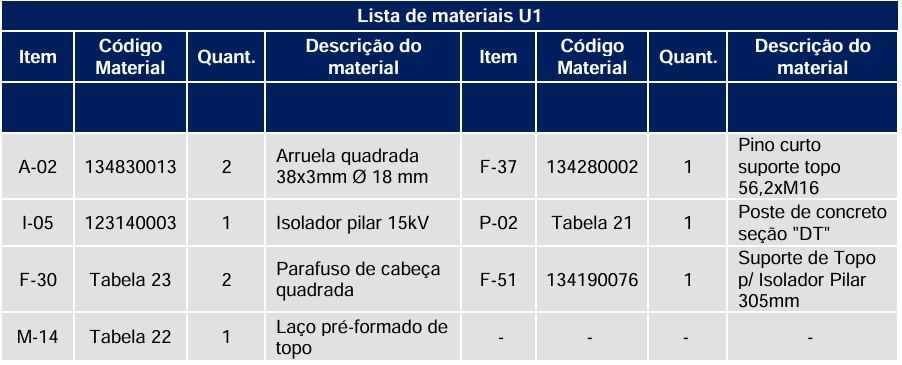 Lista de materiais U1
Item Código Material Quant. Descrição do material Item Código Material Quant. Descrição do material
A-02 134830013 2 Arruela quadrada 38x3mm Ø 18 mm F-37 134280002 1 Pino curto suporte topo 56,2xM16
I-05 123140003 1 Isolador pilar 15kV P-02 Tabela 21 1 Poste de concreto seção "DT"
F-30 Tabela 23 2 Parafuso de cabeça quadrada F-51 134190076 1 Suporte de Topo p/ Isolador Pilar 305mm
M-14 Tabela 22 1 Laço pré-formado de topo - - - -